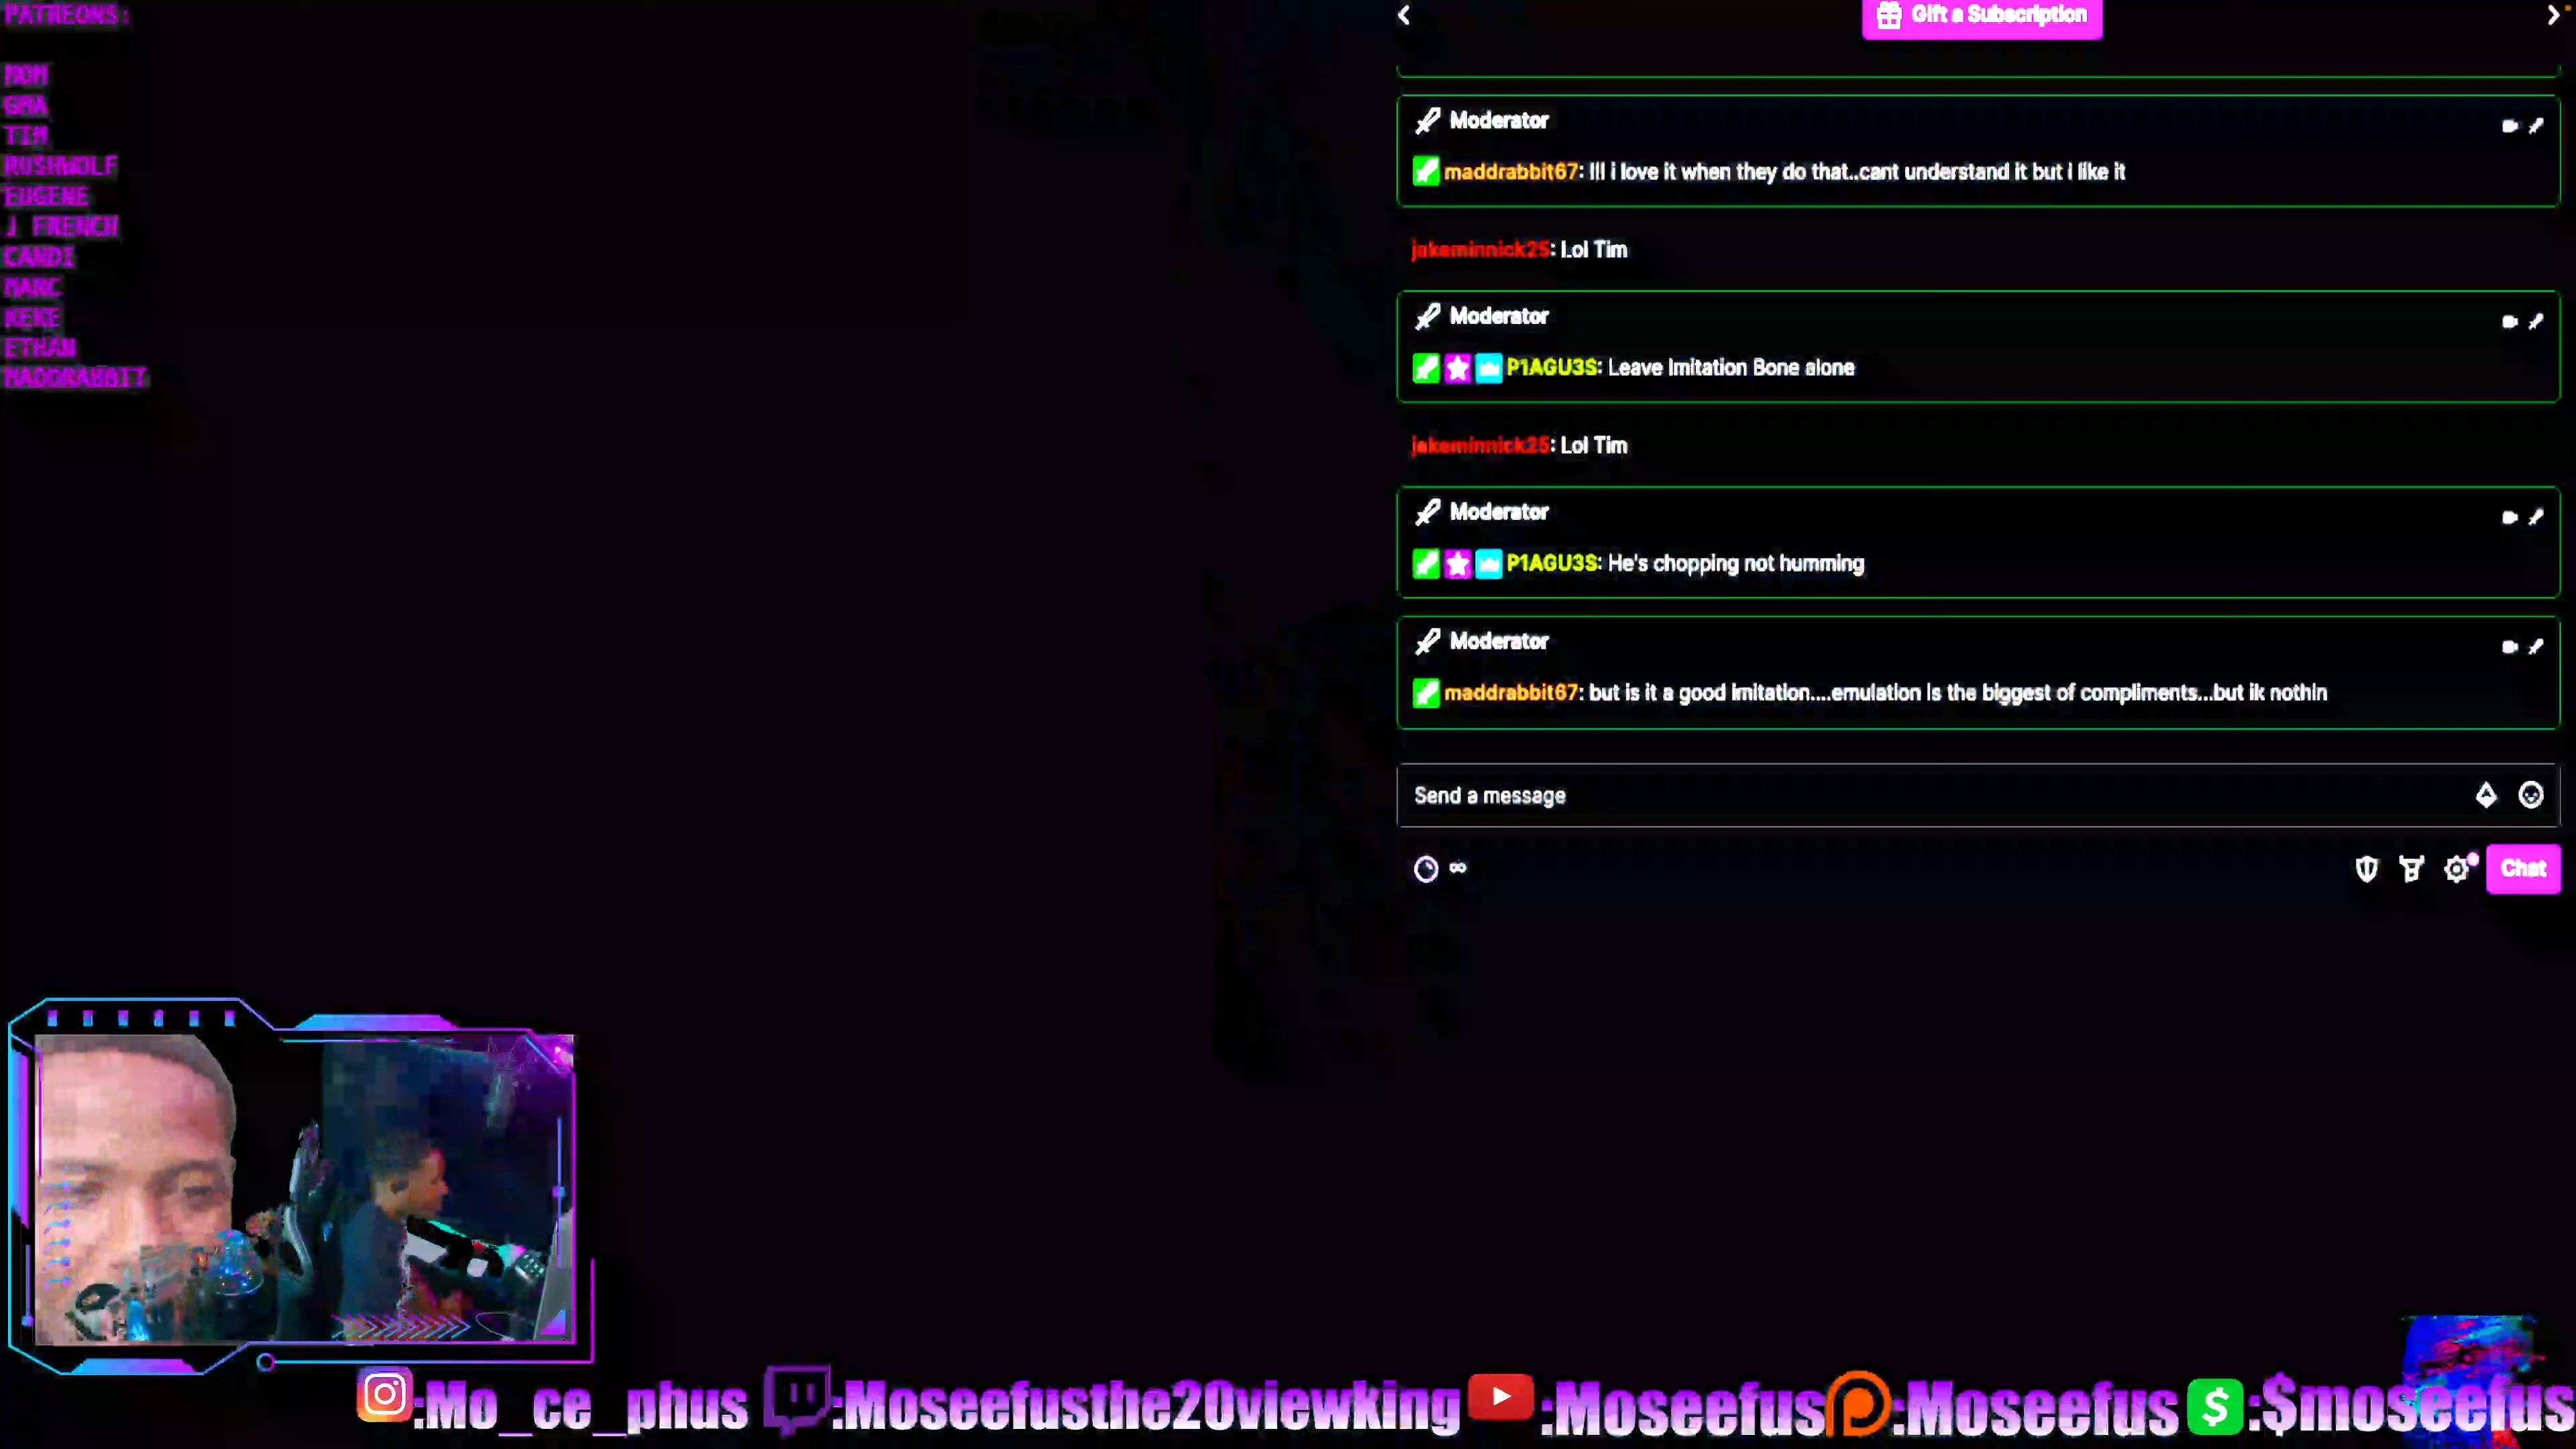 PATREONS:
MOM
GMA
TIM
RUSHWOLF
EUGENE
J FRENCH
CANDI
MARC
KEKE
ETHAN
MADDRABBIT
Gift a Subscription
Moderator
maddrabbit67: lll i love it when they do that..cant understand it but i like it
jakeminnick25: Lol Tim
Moderator
P1AGU3S: Leave Imitation Bone alone
jakeminnick25: Lol Tim
Moderator
P1AGU3S: He's chopping not humming
Moderator
maddrabbit67: but is it a good imitation....emulation is the biggest of compliments...but ik nothin
Send a message
Chat
:Mo_ce_phus :Moseefusthe20viewking :Moseefus :Moseefus $ :$moseefus